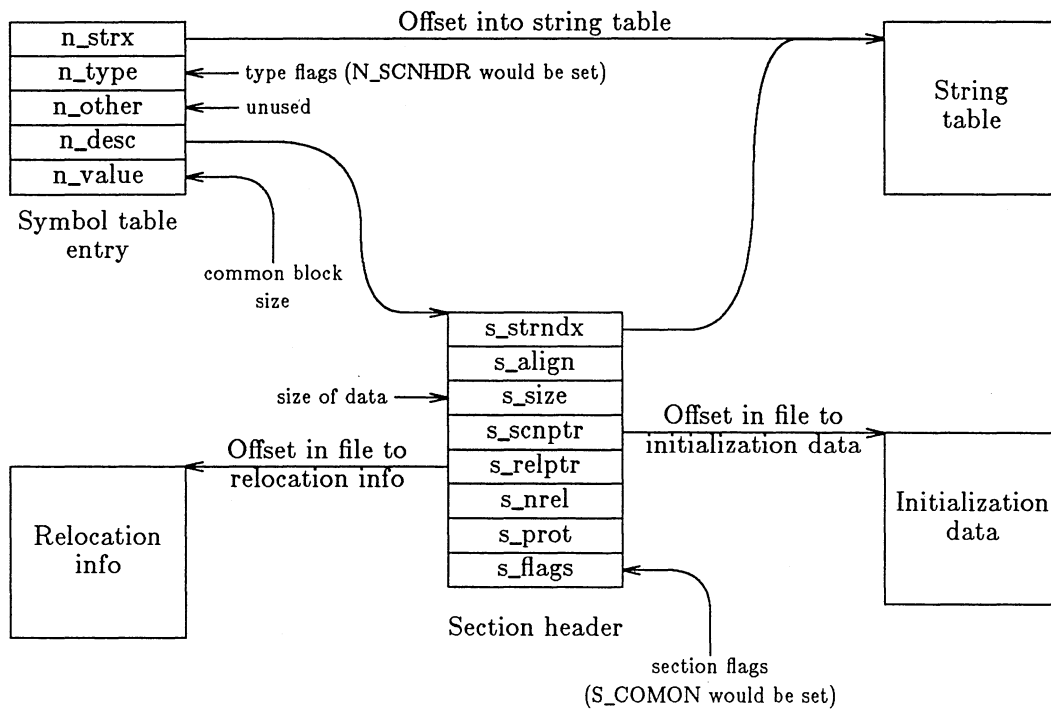 Offset into string table
n_strx
n_type
n_other
n_desc
n_value
type flags (N_SCNHDR would be set)
unused
Symbol table
entry
common block
size
String
table
s_strndx
s_align
s_size
s_scnptr
s_relptr
s_nrel
s_prot
s_flags
size of data
Offset in file to
initialization data
Offset in file to
relocation info
Relocation
info
Initialization
data
Section header
section flags
(S_COMON would be set)